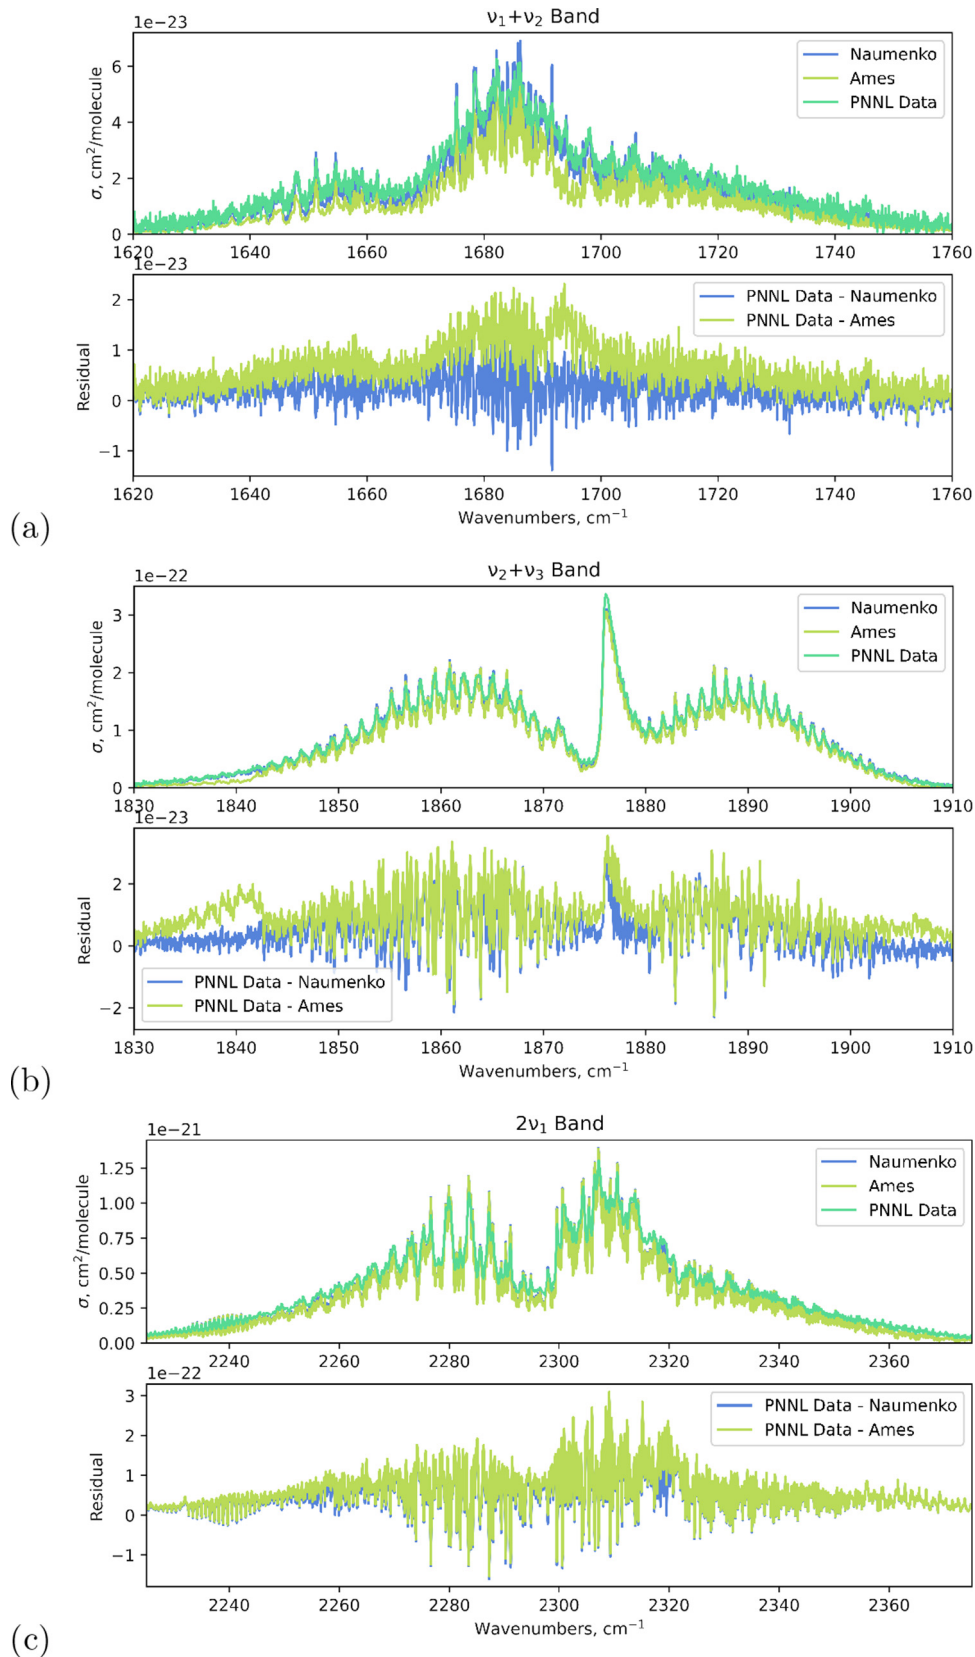 ν₁+ν₂ Band
1e−23
6
4
2
0
σ, cm²/molecule
Naumenko
Ames
PNNL Data
1620 1640 1660 1680 1700 1720 1740 1760
1e−23
2
1
0
−1
Residual
PNNL Data - Naumenko
PNNL Data - Ames
1620 1640 1660 1680 1700 1720 1740 1760
Wavenumbers, cm⁻¹
(a)
ν₂+ν₃ Band
1e−22
3
2
1
0
σ, cm²/molecule
Naumenko
Ames
PNNL Data
1830 1840 1850 1860 1870 1880 1890 1900 1910
1e−23
2
0
−2
Residual
PNNL Data - Naumenko
PNNL Data - Ames
1830 1840 1850 1860 1870 1880 1890 1900 1910
Wavenumbers, cm⁻¹
(b)
2ν₁ Band
1e−21
1.25
1.00
0.75
0.50
0.25
0.00
σ, cm²/molecule
Naumenko
Ames
PNNL Data
2240 2260 2280 2300 2320 2340 2360
1e−22
3
2
1
0
−1
Residual
PNNL Data - Naumenko
PNNL Data - Ames
2240 2260 2280 2300 2320 2340 2360
Wavenumbers, cm⁻¹
(c)